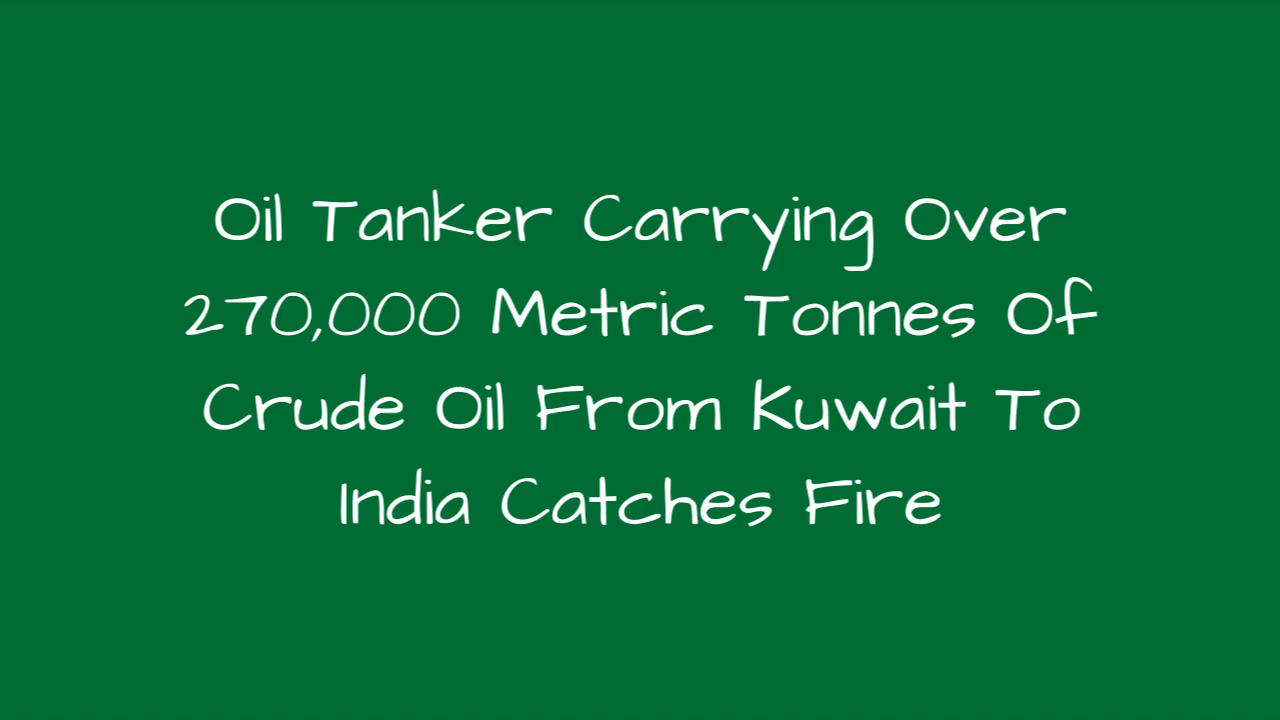 Oil Tanker Carrying Over
270,000 Metric Tonnes Of
Crude Oil From Kuwait To
India Catches Fire